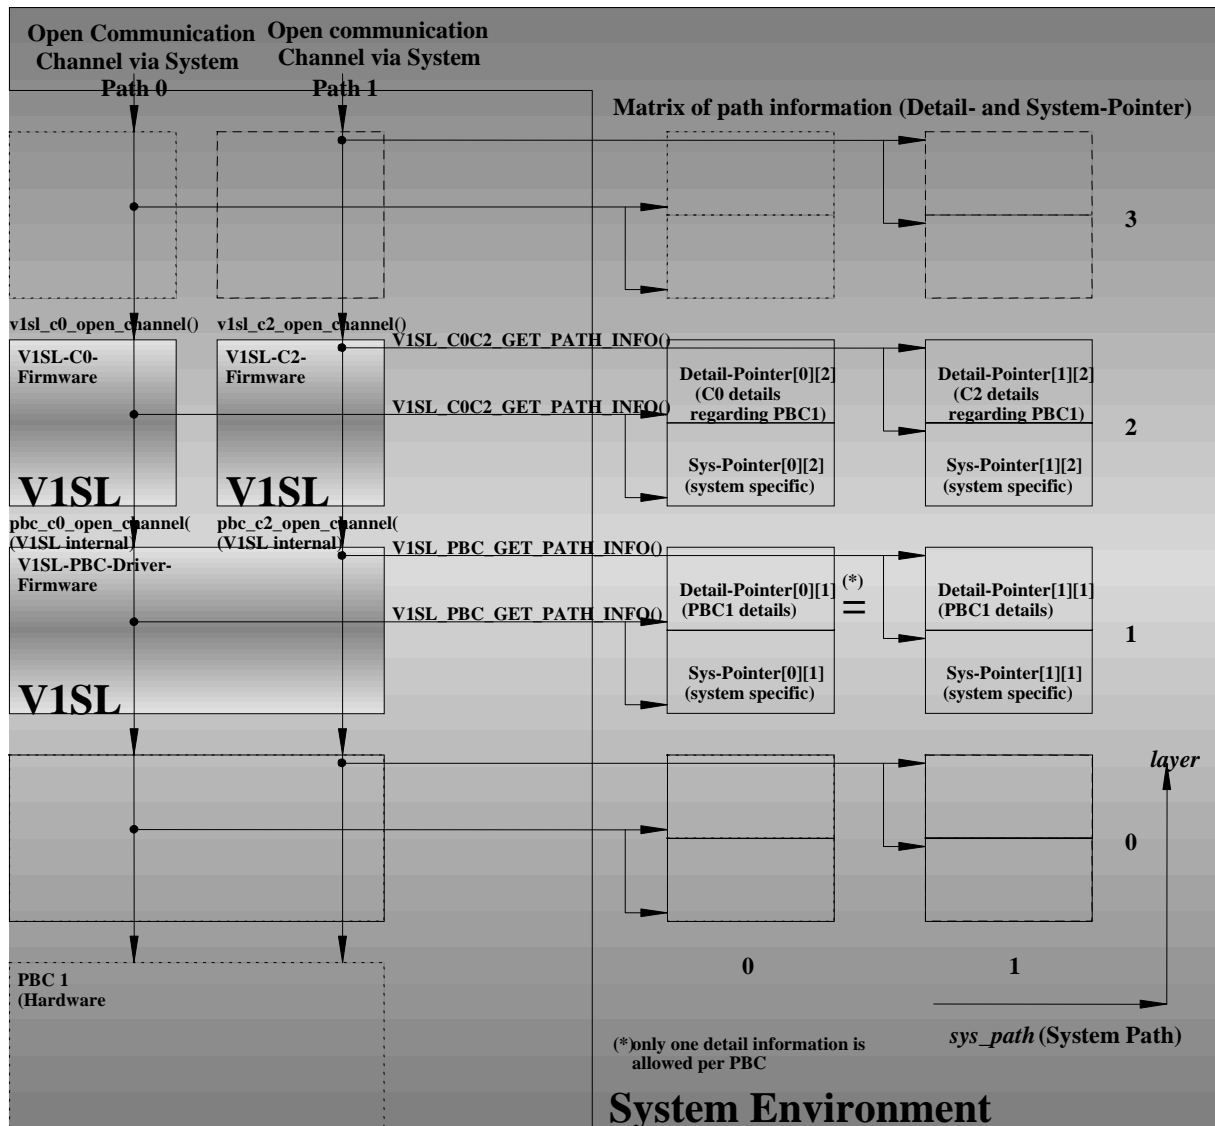 Open Communication
Channel via System
Path 0
Open communication
Channel via System
Path 1
Matrix of path information (Detail- and System-Pointer)
3
v1sl_c0_open_channel()
v1sl_c2_open_channel()
V1SL_C0C2_GET_PATH_INFO()
V1SL-C0-
Firmware
V1SL-C2-
Firmware
Detail-Pointer[0][2]
(C0 details
regarding PBC1)
Detail-Pointer[1][2]
(C2 details
regarding PBC1)
V1SL_C0C2_GET_PATH_INFO()
2
Sys-Pointer[0][2]
(system specific)
Sys-Pointer[1][2]
(system specific)
V1SL
V1SL
pbc_c0_open_channel(
(V1SL internal)
pbc_c2_open_channel(
(V1SL internal)
V1SL_PBC_GET_PATH_INFO()
V1SL-PBC-Driver-
Firmware
Detail-Pointer[0][1]
(PBC1 details)
(*)
=
Detail-Pointer[1][1]
(PBC1 details)
V1SL_PBC_GET_PATH_INFO()
1
Sys-Pointer[0][1]
(system specific)
Sys-Pointer[1][1]
(system specific)
V1SL
layer
0
0
1
PBC 1
(Hardware
sys_path (System Path)
(*)only one detail information is
allowed per PBC
System Environment